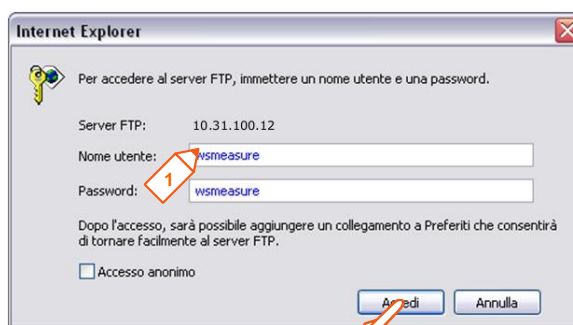 Internet Explorer
Per accedere al server FTP, immettere un nome utente e una password.
Server FTP: 10.31.100.12
Nome utente: wsmeasure
1
Password: wsmeasure
Dopo l'accesso, sarà possibile aggiungere un collegamento a Preferiti che consentirà
di tornare facilmente al server FTP.
Accesso anonimo
Accedi Annulla